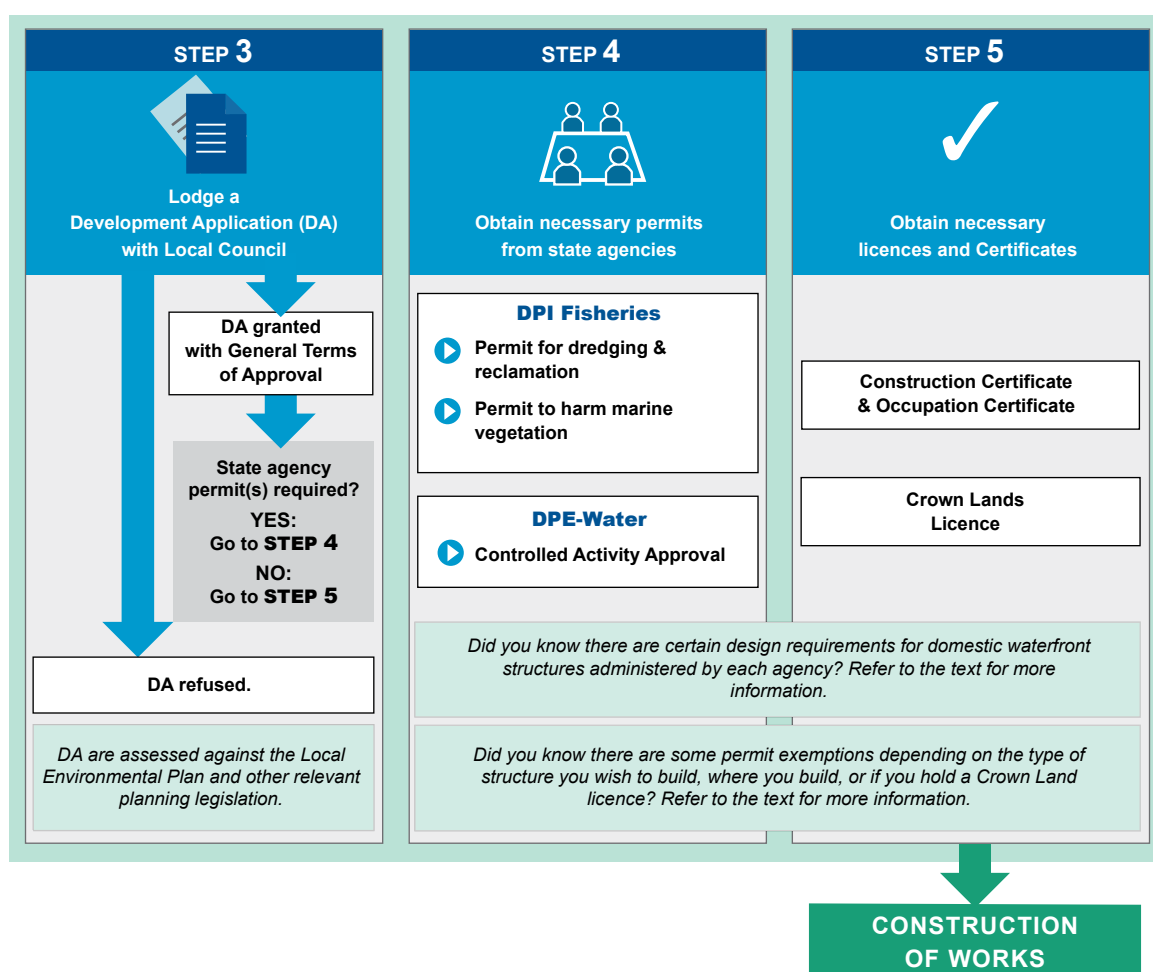 STEP 3
Lodge a
Development Application (DA)
with Local Council
DA granted
with General Terms
of Approval
State agency
permit(s) required?
YES:
Go to STEP 4
NO:
Go to STEP 5
DA refused.
DA are assessed against the Local
Environmental Plan and other relevant
planning legislation.
STEP 4
Obtain necessary permits
from state agencies
DPI Fisheries
Permit for dredging &
reclamation
Permit to harm marine
vegetation
DPE-Water
Controlled Activity Approval
STEP 5
Obtain necessary
licences and Certificates
Construction Certificate
& Occupation Certificate
Crown Lands
Licence
Did you know there are certain design requirements for domestic waterfront
structures administered by each agency? Refer to the text for more
information.
Did you know there are some permit exemptions depending on the type of
structure you wish to build, where you build, or if you hold a Crown Land
licence? Refer to the text for more information.
CONSTRUCTION
OF WORKS